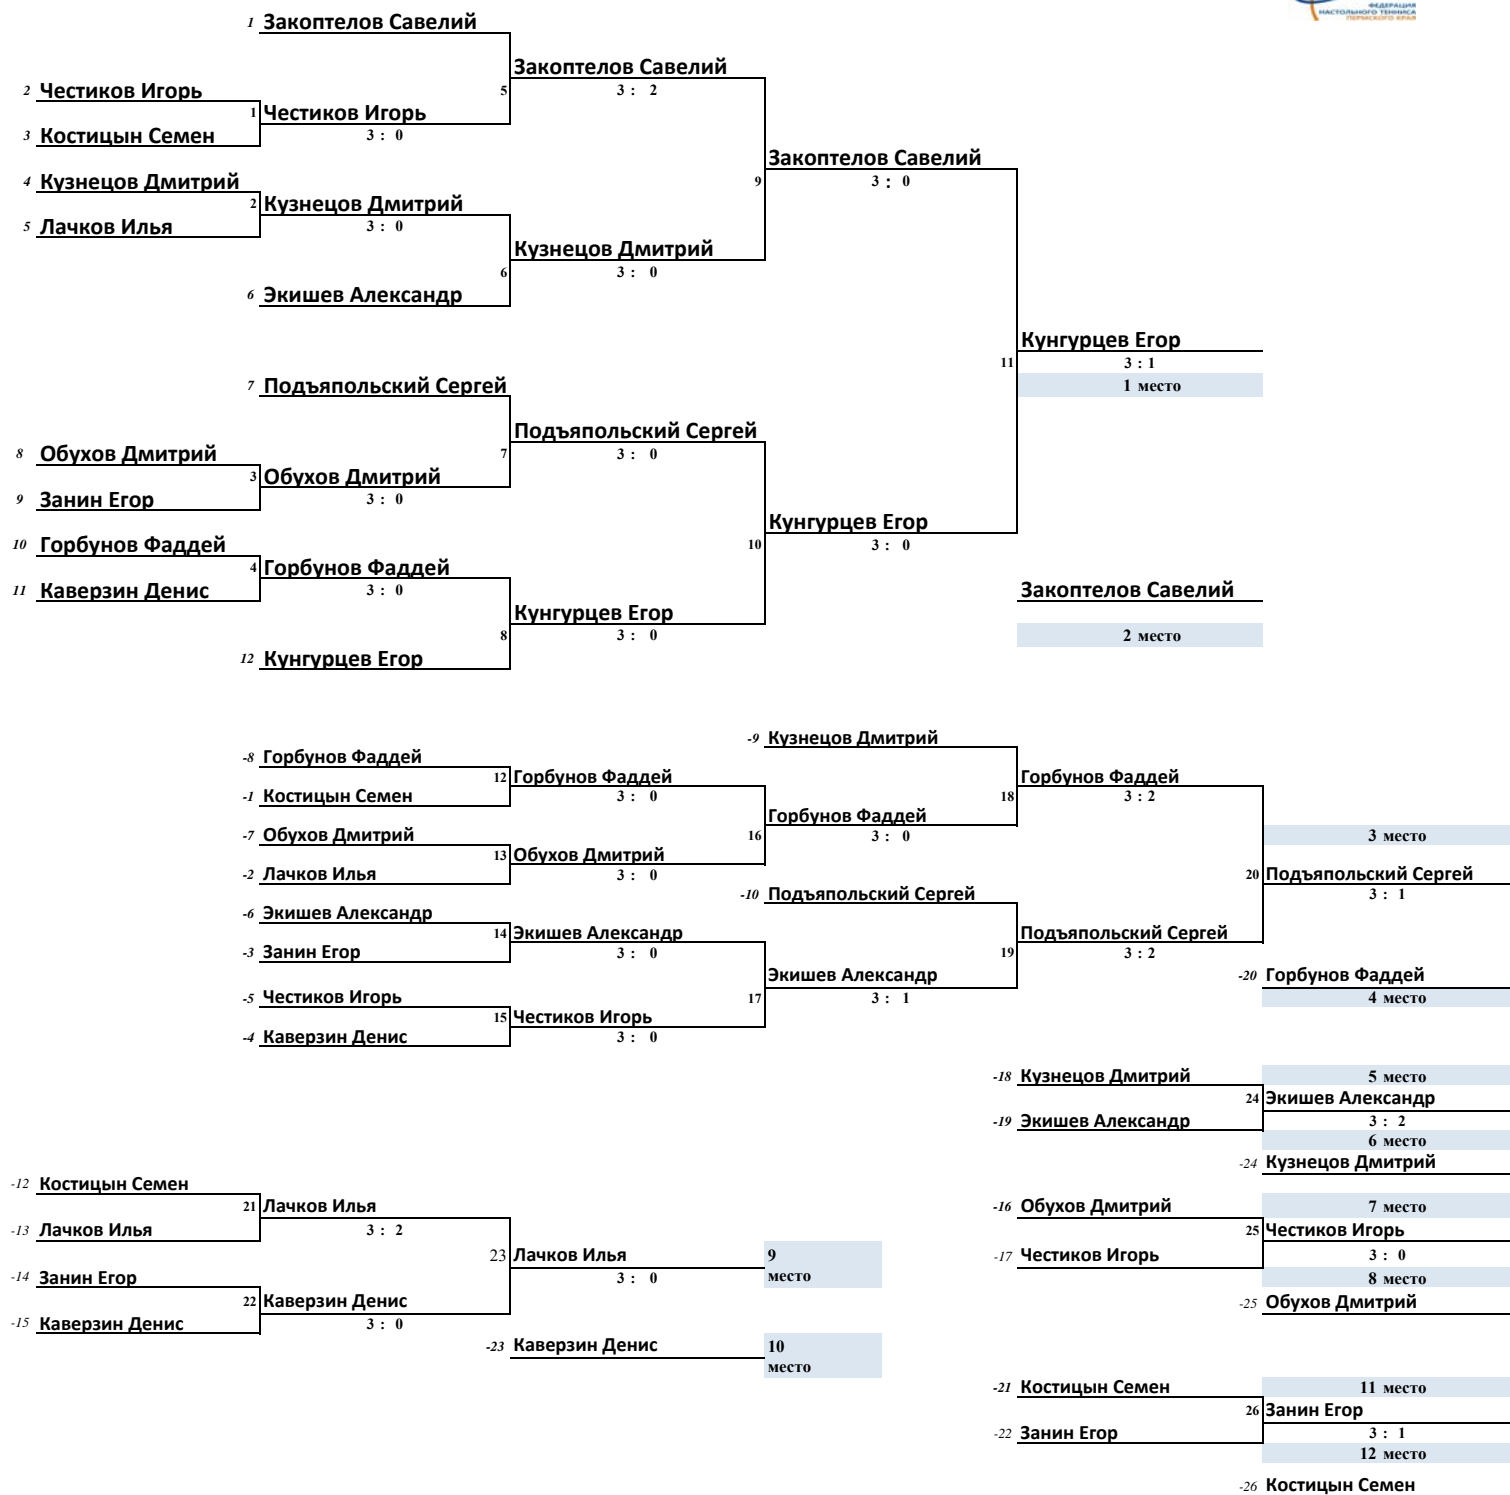 ФЕДЕРАЦИЯ
НАСТОЛЬНОГО ТЕННИСА
ПЕРМСКОГО КРАЯ
1 Закоптелов Савелий
Закоптелов Савелий
2 Честиков Игорь
5
3 : 2
1 Честиков Игорь
3 Костицын Семен
3 : 0
Закоптелов Савелий
4 Кузнецов Дмитрий
9
3 : 0
2 Кузнецов Дмитрий
5 Лачков Илья
3 : 0
Кузнецов Дмитрий
6
3 : 0
6 Экишев Александр
Кунгурцев Егор
11
3 : 1
7 Подъяпольский Сергей
1 место
Подъяпольский Сергей
8 Обухов Дмитрий
7
3 : 0
3 Обухов Дмитрий
9 Занин Егор
3 : 0
Кунгурцев Егор
10 Горбунов Фаддей
10
3 : 0
4 Горбунов Фаддей
11 Каверзин Денис
3 : 0
Закоптелов Савелий
Кунгурцев Егор
8
3 : 0
2 место
12 Кунгурцев Егор
-9 Кузнецов Дмитрий
-8 Горбунов Фаддей
12 Горбунов Фаддей
Горбунов Фаддей
-1 Костицын Семен
3 : 0
18
3 : 2
Горбунов Фаддей
-7 Обухов Дмитрий
16
3 : 0
3 место
13 Обухов Дмитрий
-2 Лачков Илья
3 : 0
20 Подъяпольский Сергей
-10 Подъяпольский Сергей
3 : 1
-6 Экишев Александр
14 Экишев Александр
Подъяпольский Сергей
-3 Занин Егор
3 : 0
19
3 : 2
Экишев Александр
-20 Горбунов Фаддей
-5 Честиков Игорь
17
3 : 1
4 место
15 Честиков Игорь
-4 Каверзин Денис
3 : 0
-18 Кузнецов Дмитрий
5 место
24 Экишев Александр
-19 Экишев Александр
3 : 2
6 место
-24 Кузнецов Дмитрий
-12 Костицын Семен
21 Лачков Илья
-16 Обухов Дмитрий
7 место
-13 Лачков Илья
3 : 2
25 Честиков Игорь
23 Лачков Илья
9
место
-17 Честиков Игорь
3 : 0
-14 Занин Егор
3 : 0
8 место
22 Каверзин Денис
-25 Обухов Дмитрий
-15 Каверзин Денис
3 : 0
-23 Каверзин Денис
10
место
-21 Костицын Семен
11 место
26 Занин Егор
-22 Занин Егор
3 : 1
12 место
-26 Костицын Семен